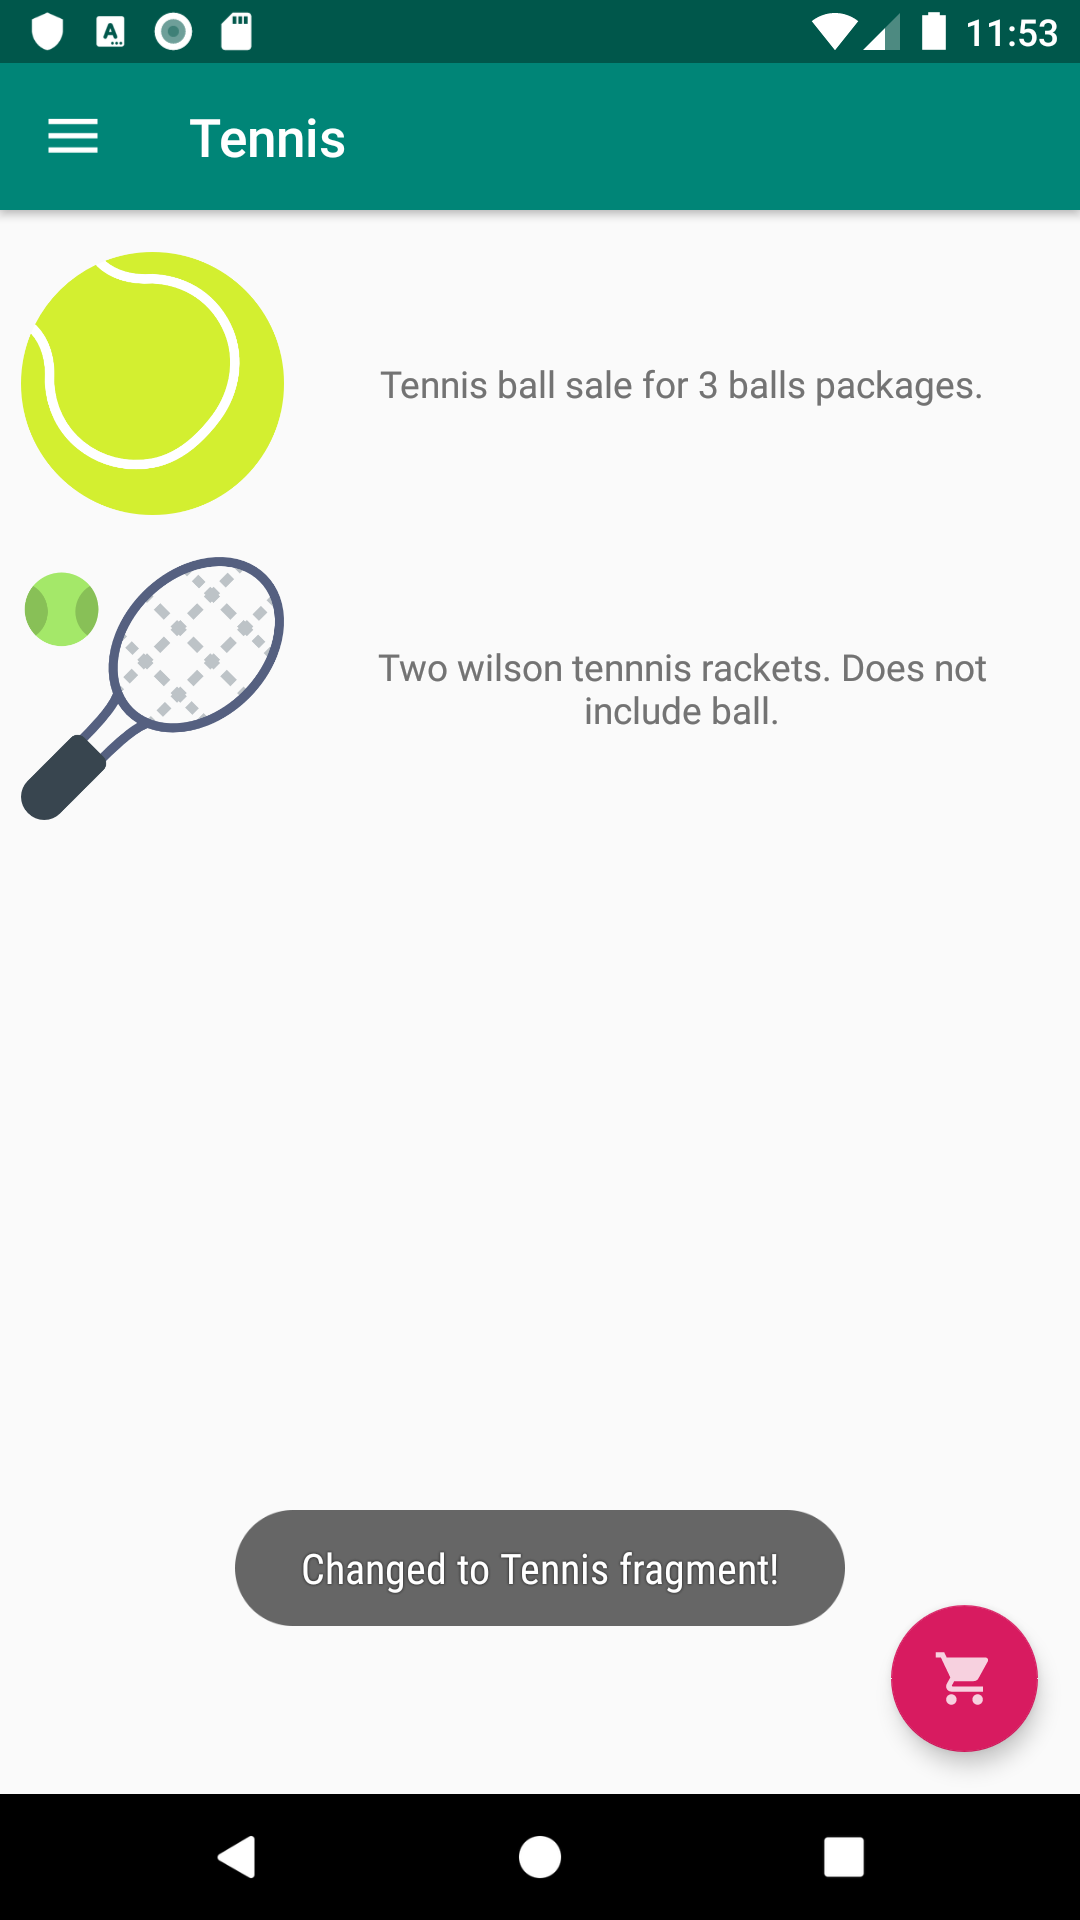 11:53
Tennis
Tennis ball sale for 3 balls packages.
Two wilson tennnis rackets. Does not
include ball.
Changed to Tennis fragment!